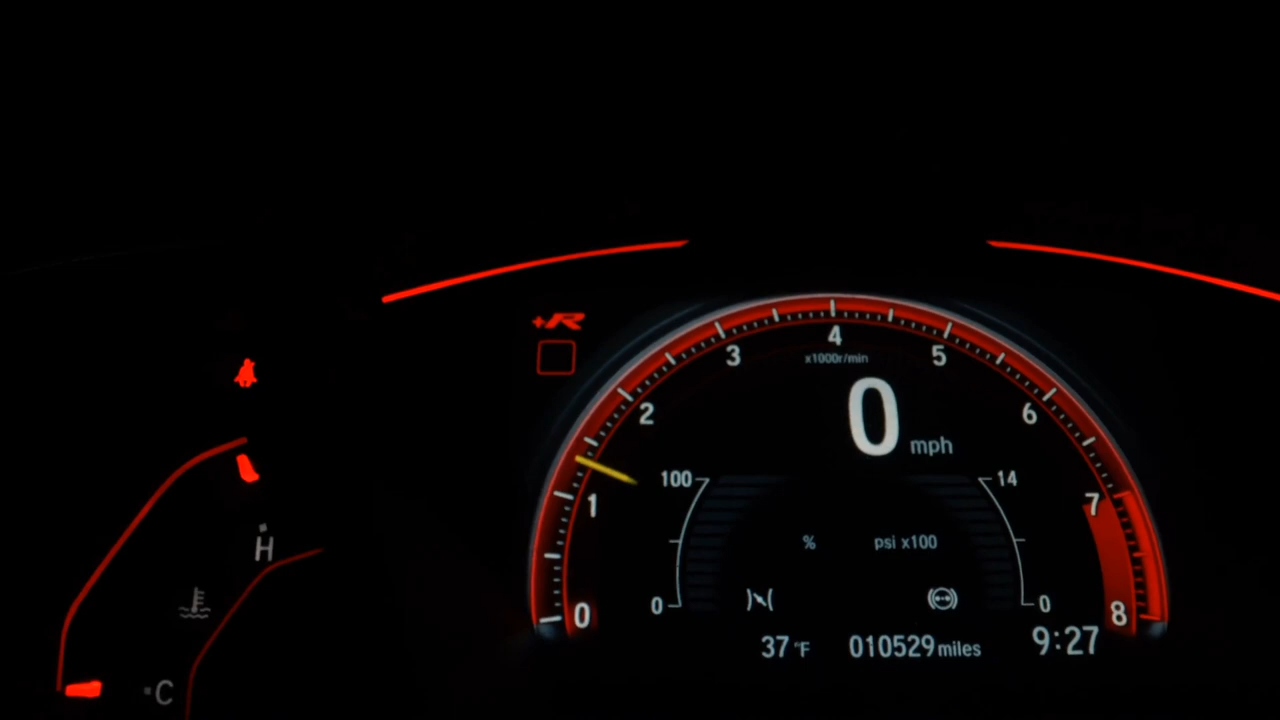 +R
4
3 5
x1000r/min
2 6
0 mph
100 14
1 7
% psi x100
H
0 0
0 8
37°F 010529 miles 9:27
C